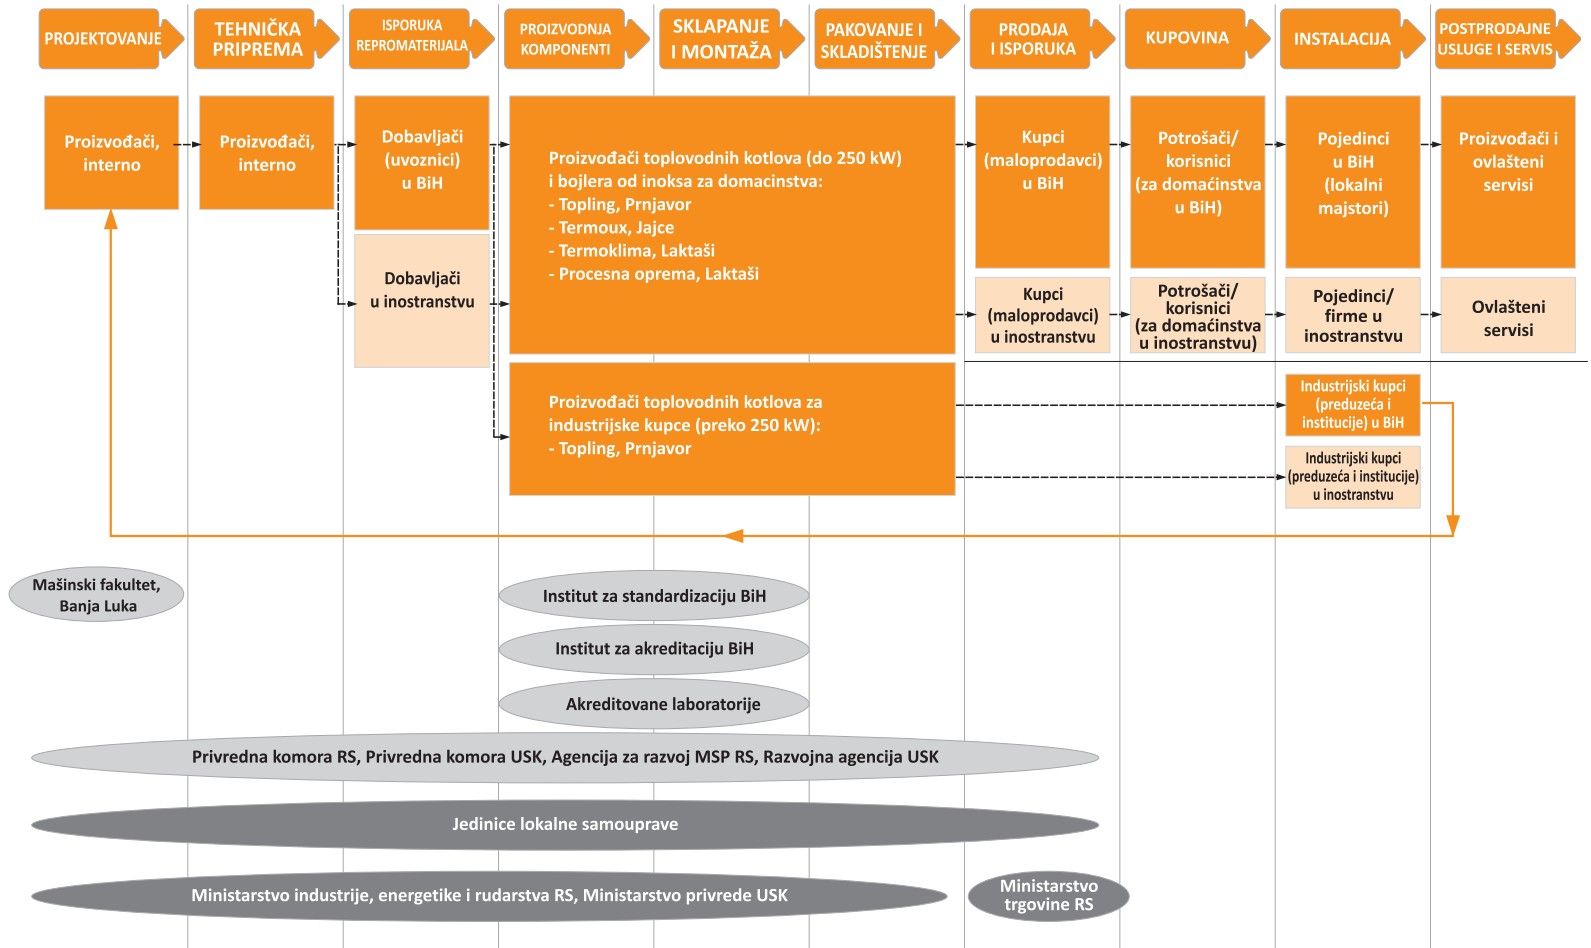 PROJEKTOVANJE
TEHNIČKA
PRIPREMA
ISPORUKA
REPROMATERIJALA
PROIZVODNJA
KOMPONENTI
SKLAPANJE
I MONTAŽA
PAKOVANJE I
SKLADIŠTENJE
PRODAJA
I ISPORUKA
KUPOVINA
INSTALACIJA
POSTPRODAJNE
USLUGE I SERVIS
Proizvođači,
interno
Proizvođači,
interno
Dobavljači
(uvoznici)
u BiH
Dobavljači
u inostranstvu
Proizvođači toplovodnih kotlova (do 250 kW)
i bojlera od inoksa za domacinstva:
- Topling, Prnjavor
- Termoux, Jajce
- Termoklima, Laktaši
- Procesna oprema, Laktaši
Kupci
(maloprodavci)
u BiH
Potrošači/
korisnici
(za domaćinstva
u BiH)
Pojedinci
u BiH
(lokalni
majstori)
Proizvođači i
ovlašteni
servisi
Kupci
(maloprodavci)
u inostranstvu
Potrošači/
korisnici
(za domaćinstva
u inostranstvu)
Pojedinci/
firme u
inostranstvu
Ovlašteni
servisi
Proizvođači toplovodnih kotlova za
industrijske kupce (preko 250 kW):
- Topling, Prnjavor
Industrijski kupci
(preduzeća i
institucije) u BiH
Industrijski kupci
(preduzeća i institucije)
u inostranstvu
Mašinski fakultet,
Banja Luka
Institut za standardizaciju BiH
Institut za akreditaciju BiH
Akreditovane laboratorije
Privredna komora RS, Privredna komora USK, Agencija za razvoj MSP RS, Razvojna agencija USK
Jedinice lokalne samouprave
Ministarstvo industrije, energetike i rudarstva RS, Ministarstvo privrede USK
Ministarstvo
trgovine RS